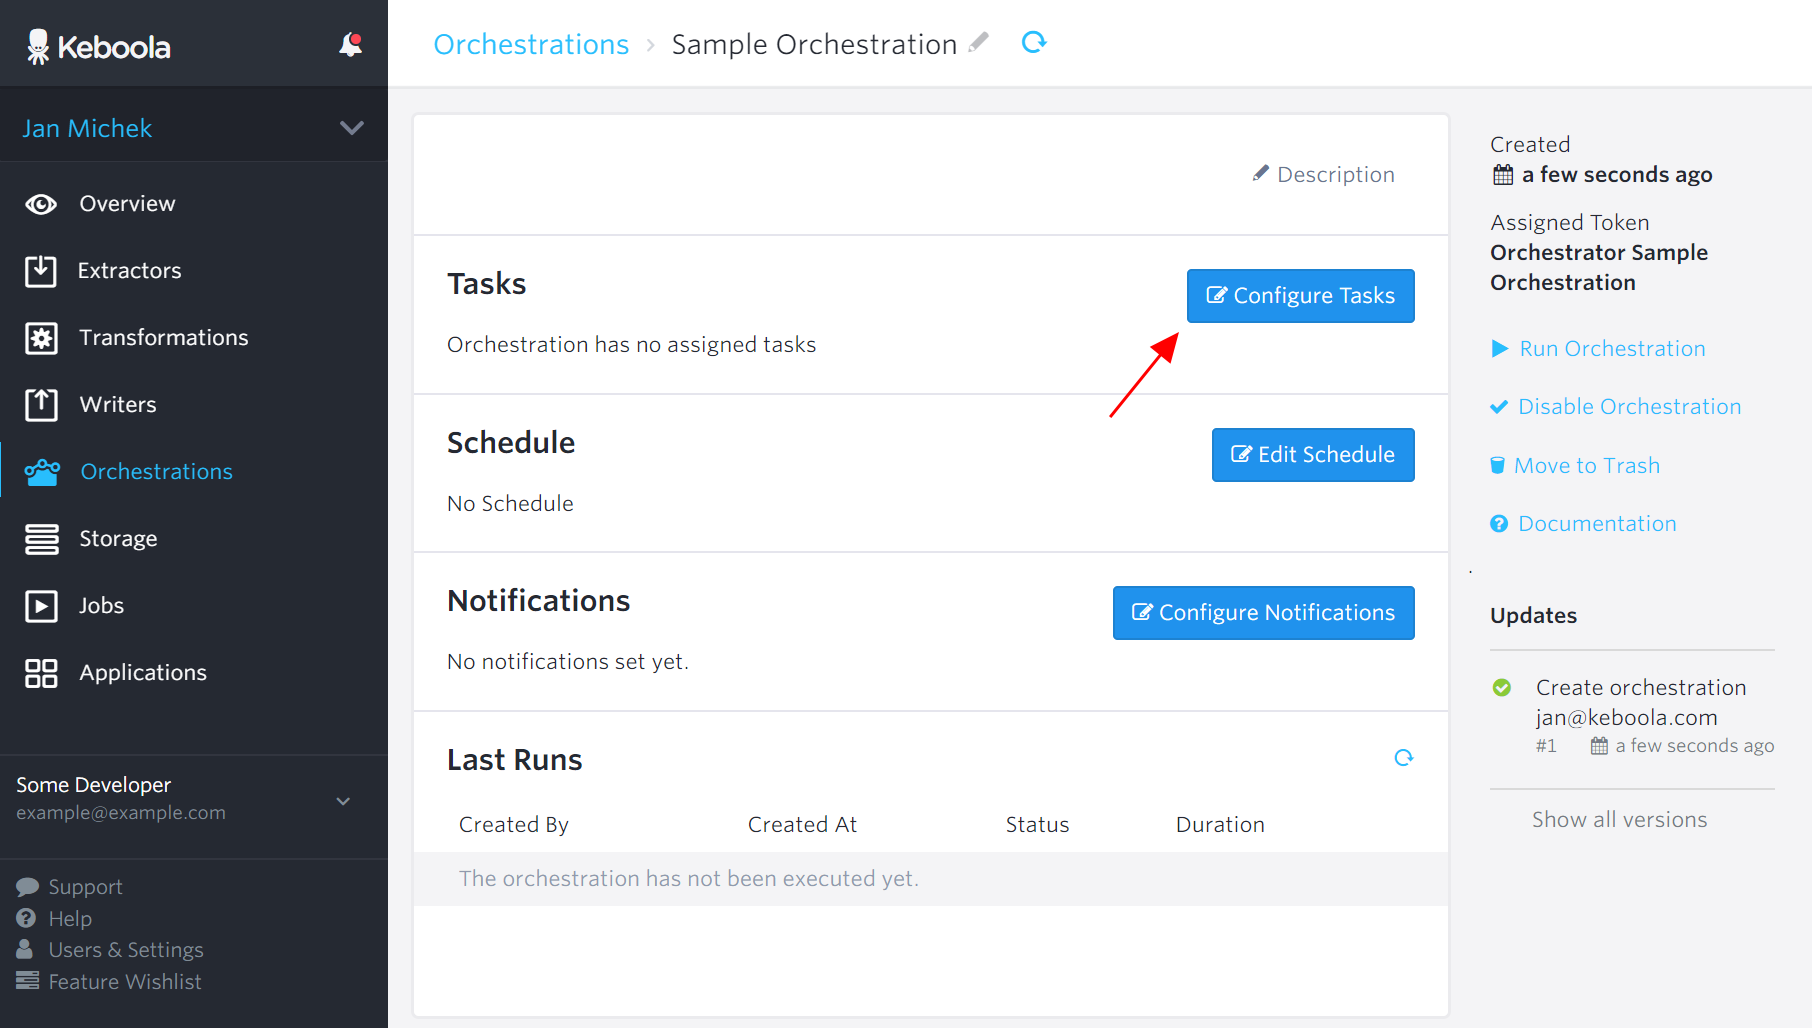 Keboola
Jan Michek
Overview
Extractors
Transformations
Writers
Orchestrations
Storage
Jobs
Applications
Some Developer
example@example.com
Support
Help
Users & Settings
Feature Wishlist
Orchestrations › Sample Orchestration
Description
Tasks
Configure Tasks
Orchestration has no assigned tasks
Schedule
Edit Schedule
No Schedule
Notifications
Configure Notifications
No notifications set yet.
Last Runs
Created By Created At Status Duration
The orchestration has not been executed yet.
Created
a few seconds ago
Assigned Token
Orchestrator Sample
Orchestration
Run Orchestration
Disable Orchestration
Move to Trash
Documentation
.
Updates
Create orchestration
jan@keboola.com
#1 a few seconds ago
Show all versions